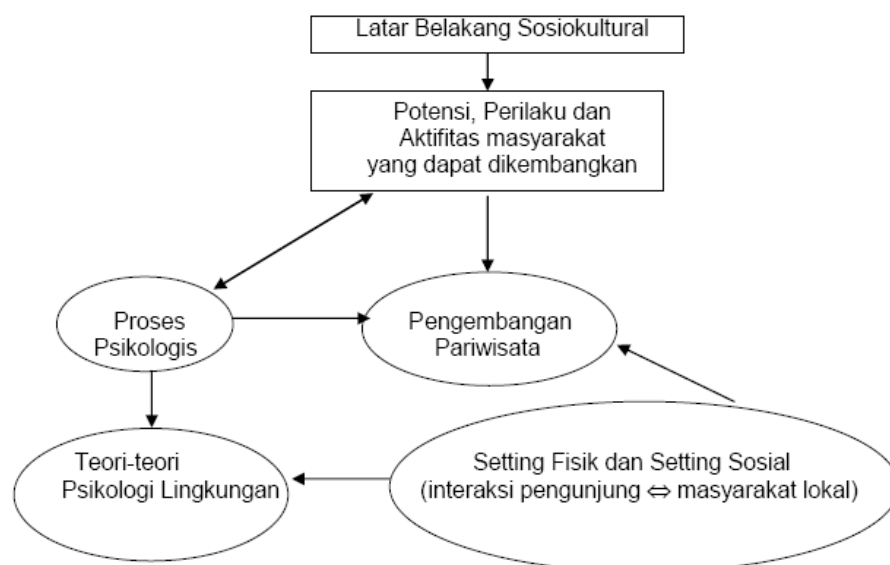 Latar Belakang Sosiokultural
Potensi, Perilaku dan
Aktifitas masyarakat
yang dapat dikembangkan
Proses
Psikologis
Pengembangan
Pariwisata
Teori-teori
Psikologi Lingkungan
Setting Fisik dan Setting Sosial
(interaksi pengunjung ⇔ masyarakat lokal)